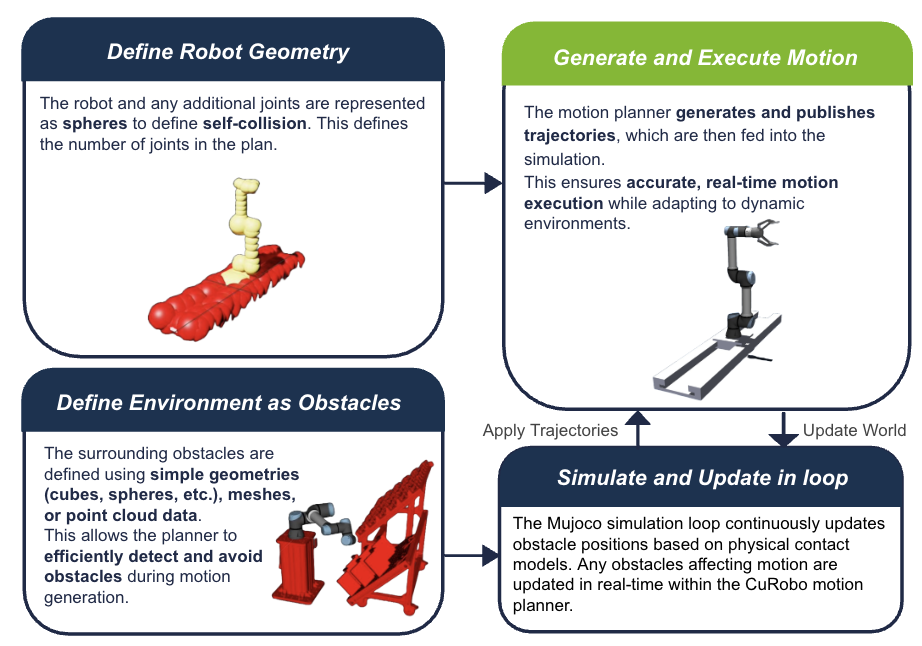 Define Robot Geometry
The robot and any additional joints are represented
as spheres to define self-collision. This defines
the number of joints in the plan.
Generate and Execute Motion
The motion planner generates and publishes
trajectories, which are then fed into the
simulation.
This ensures accurate, real-time motion
execution while adapting to dynamic
environments.
Define Environment as Obstacles
The surrounding obstacles are
defined using simple geometries
(cubes, spheres, etc.), meshes,
or point cloud data.
This allows the planner to
efficiently detect and avoid
obstacles during motion
generation.
Apply Trajectories
Update World
Simulate and Update in loop
The Mujoco simulation loop continuously updates
obstacle positions based on physical contact
models. Any obstacles affecting motion are
updated in real-time within the CuRobo motion
planner.